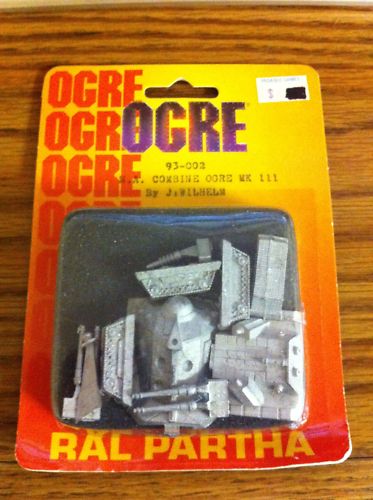 OGRE
OGRE
OGRE
OGRE
93-002
N.A. COMBINE OGRE MK III
By J.WILHELM
RAL PARTHA